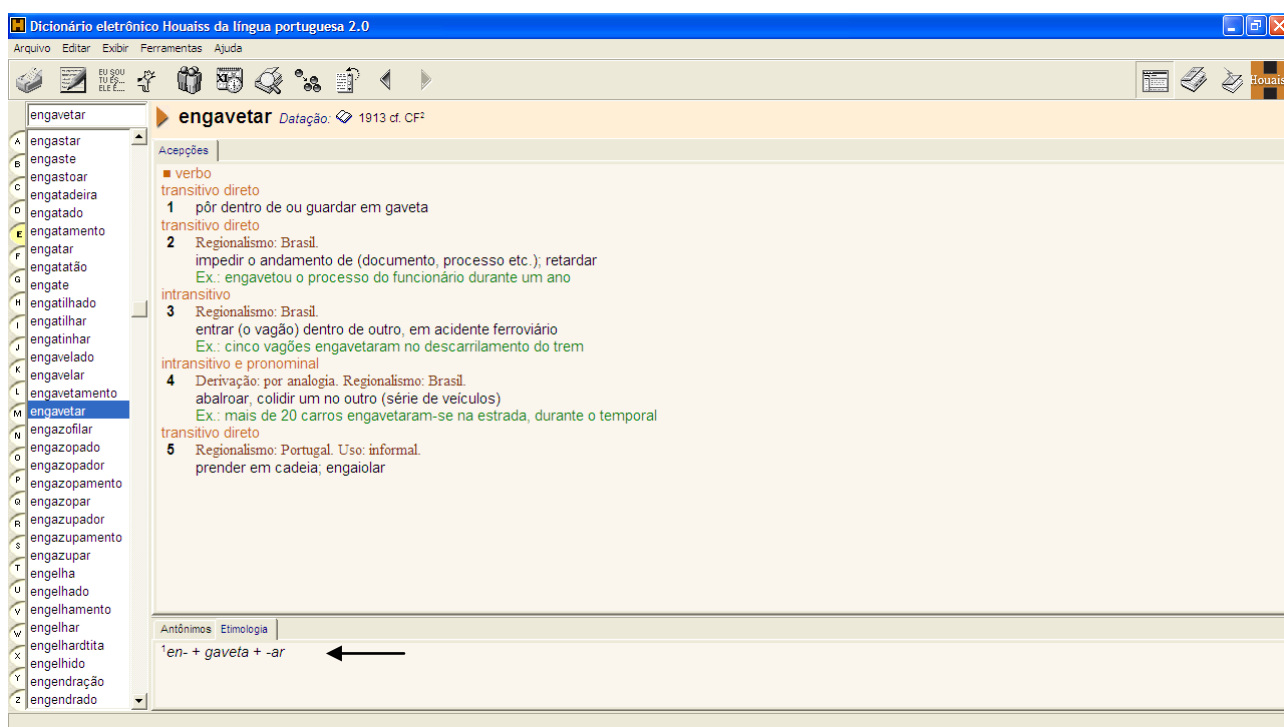 Dicionário eletrônico Houaiss da língua portuguesa 2.0
Arquivo Editar Exibir Ferramentas Ajuda
EU SOU
TU ÉS...
ELE É...
XI
Houaiss
engavetar
engavetar Datação: 1913 cf. CF²
A
B
C
D
E
F
G
H
I
J
K
L
M
N
O
P
Q
R
S
T
U
V
W
X
Y
Z
engastar
engaste
engastoar
engatadeira
engatado
engatamento
engatar
engatatão
engate
engatilhado
engatilhar
engatinhar
engavelado
engavelar
engavetamento
engavetar
engazofilar
engazopado
engazopador
engazopamento
engazopar
engazupador
engazupamento
engazupar
engelha
engelhado
engelhamento
engelhar
engelhardtita
engelhido
engendração
engendrado
Acepções
■ verbo
transitivo direto
1 pôr dentro de ou guardar em gaveta
transitivo direto
2 Regionalismo: Brasil.
impedir o andamento de (documento, processo etc.); retardar
Ex.: engavetou o processo do funcionário durante um ano
intransitivo
3 Regionalismo: Brasil.
entrar (o vagão) dentro de outro, em acidente ferroviário
Ex.: cinco vagões engavetaram no descarrilamento do trem
intransitivo e pronominal
4 Derivação: por analogia. Regionalismo: Brasil.
abalroar, colidir um no outro (série de veículos)
Ex.: mais de 20 carros engavetaram-se na estrada, durante o temporal
transitivo direto
5 Regionalismo: Portugal. Uso: informal.
prender em cadeia; engaiolar
Antônimos Etimologia
¹en- + gaveta + -ar